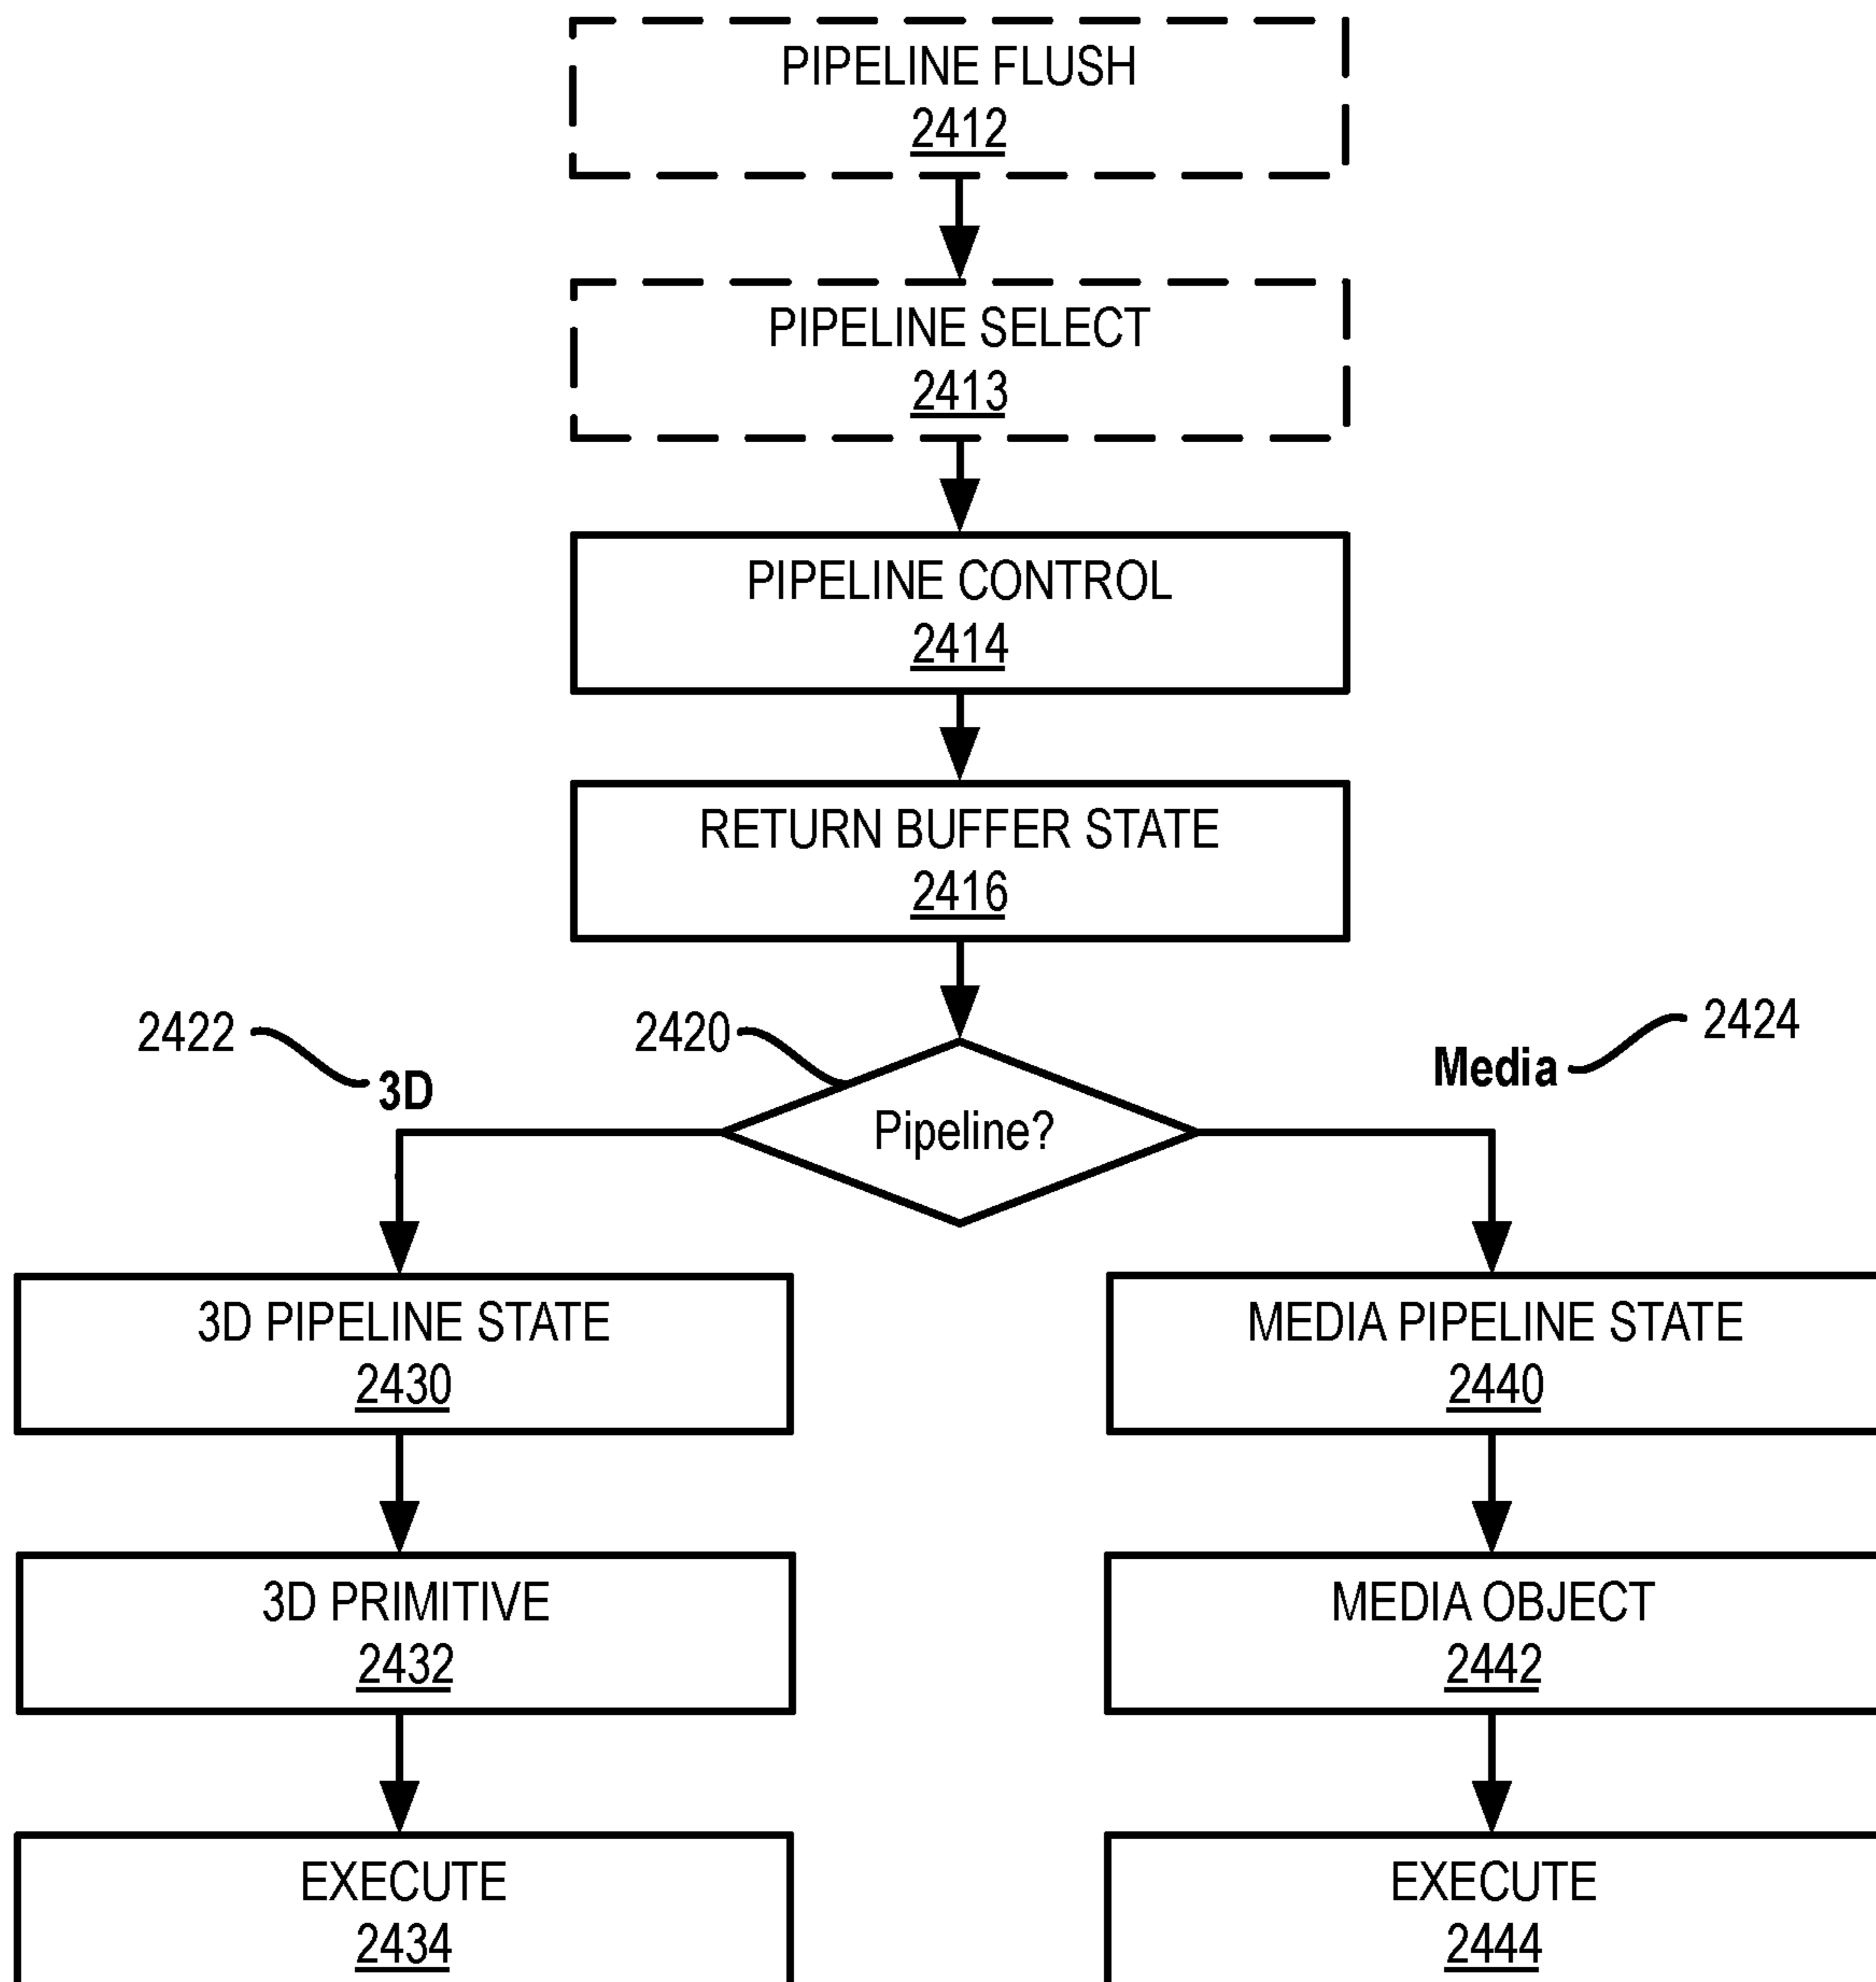 PIPELINE FLUSH
2412
PIPELINE SELECT
2413
PIPELINE CONTROL
2414
RETURN BUFFER STATE
2416
2422
2420
2424
3D
Media
Pipeline?
3D PIPELINE STATE
2430
MEDIA PIPELINE STATE
2440
3D PRIMITIVE
2432
MEDIA OBJECT
2442
EXECUTE
2434
EXECUTE
2444